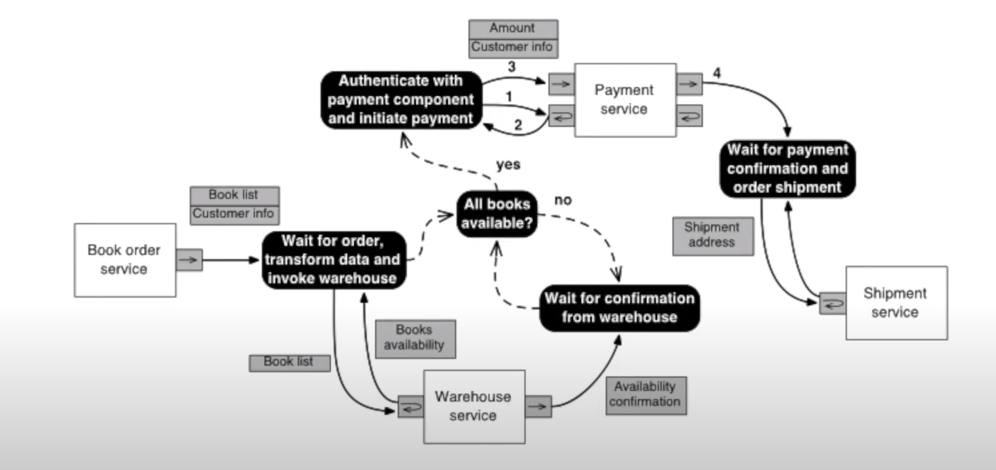 Amount
Customer info
3
4
Authenticate with
payment component
and initiate payment
1
2
Payment
service
Wait for payment
confirmation and
order shipment
yes
Book list
Customer info
All books
available?
no
Shipment
address
Book order
service
Wait for order,
transform data and
invoke warehouse
Wait for confirmation
from warehouse
Shipment
service
Books
availability
Book list
Warehouse
service
Availability
confirmation